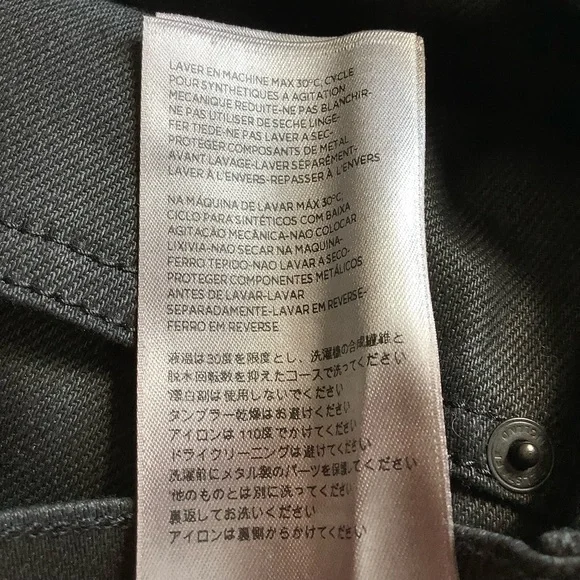 LAVER EN MACHINE MAX 30°C, CYCLE
POUR SYNTHETIQUES A AGITATION
MECANIQUE REDUITE-NE PAS BLANCHIR-
NE PAS UTILISER DE SECHE LINGE-
FER TIEDE-NE PAS LAVER A SEC-
PROTEGER COMPOSANTS DE METAL
AVANT LAVAGE-LAVER SÉPARÉMENT-
LAVER À L'ENVERS-REPASSER À L'ENVERS
NA MÁQUINA DE LAVAR MÁX 30°C,
CICLO PARA SINTÉTICOS COM BAIXA
AGITAÇÃO MECÂNICA-NAO COLOCAR
LIXIVIA-NAO SECAR NA MAQUINA-
FERRO TEPIDO-NAO LAVAR À SECO-
PROTEGER COMPONENTES METÁLICOS
ANTES DE LAVAR-LAVAR
SEPARADAMENTE-LAVAR EM REVERSE-
FERRO EM REVERSE
液温は30度を限度とし、洗濯機の合成繊維と
脱水回転数を抑えたコースで洗ってください
漂白剤は使用しないでください
タンブラー乾燥はお避けください
アイロンは110度でかけてください
ドライクリーニングは避けてください
洗濯前にメタル製のパーツを保護してください
他のものとは別に洗ってください
裏返してお洗いください
アイロンは裏側からかけてください